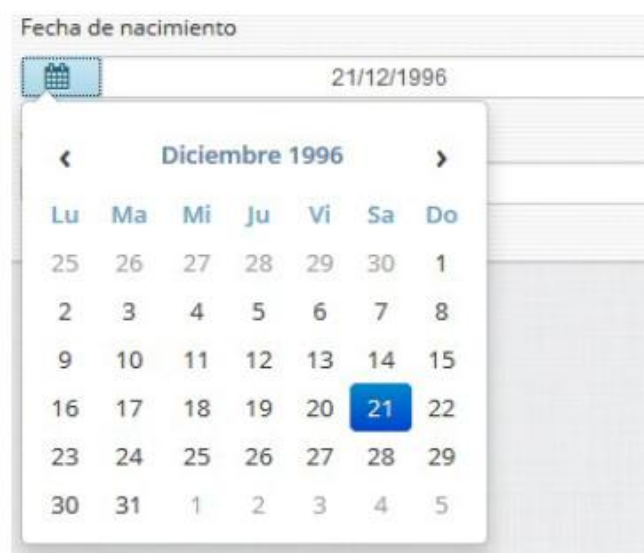 Fecha de nacimiento
21/12/1996
‹ Diciembre 1996 ›
Lu Ma Mi Ju Vi Sa Do
25 26 27 28 29 30 1
2 3 4 5 6 7 8
9 10 11 12 13 14 15
16 17 18 19 20 21 22
23 24 25 26 27 28 29
30 31 1 2 3 4 5